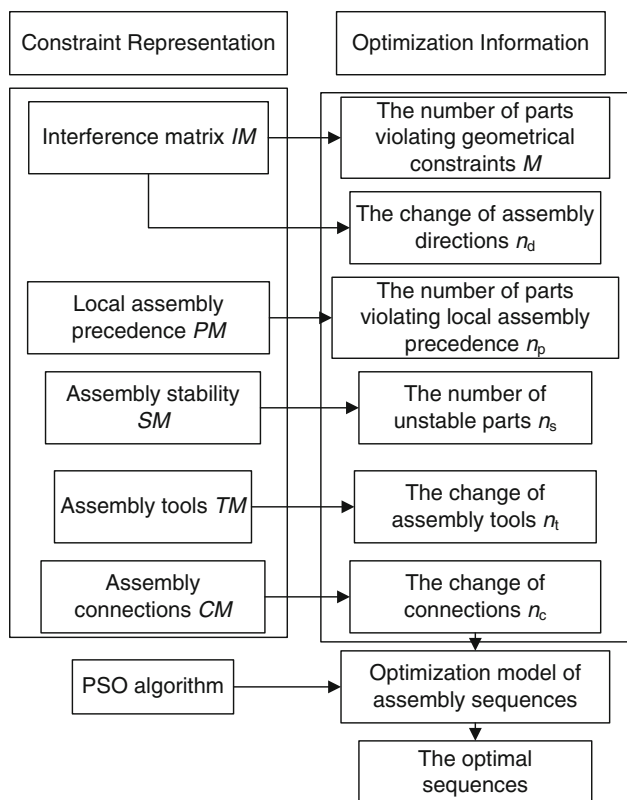 Constraint Representation
Optimization Information
Interference matrix IM
The number of parts
violating geometrical
constraints M
The change of assembly
directions nd
Local assembly
precedence PM
The number of parts
violating local assembly
precedence np
Assembly stability
SM
The number of
unstable parts ns
Assembly tools TM
The change of
assembly tools nt
Assembly
connections CM
The change of
connections nc
PSO algorithm
Optimization model of
assembly sequences
The optimal
sequences